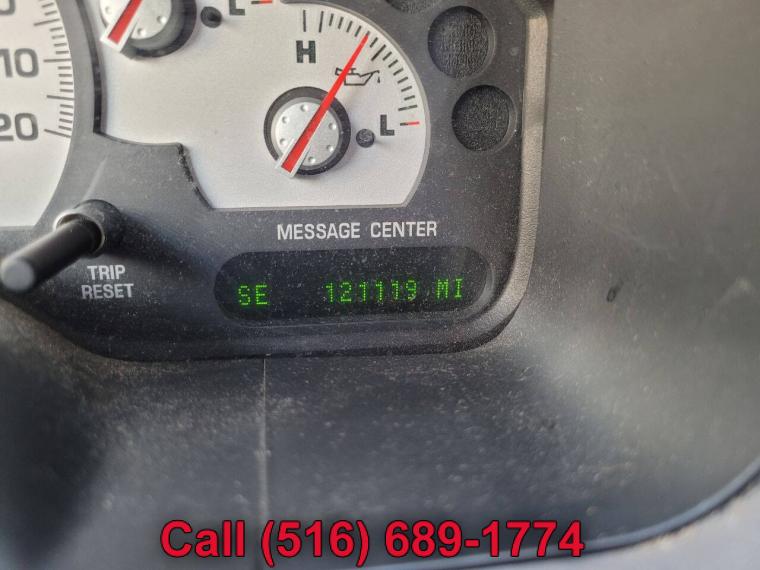 L
10
20
H
L
MESSAGE CENTER
TRIP
RESET
SE 121119 MI
Call (516) 689-1774